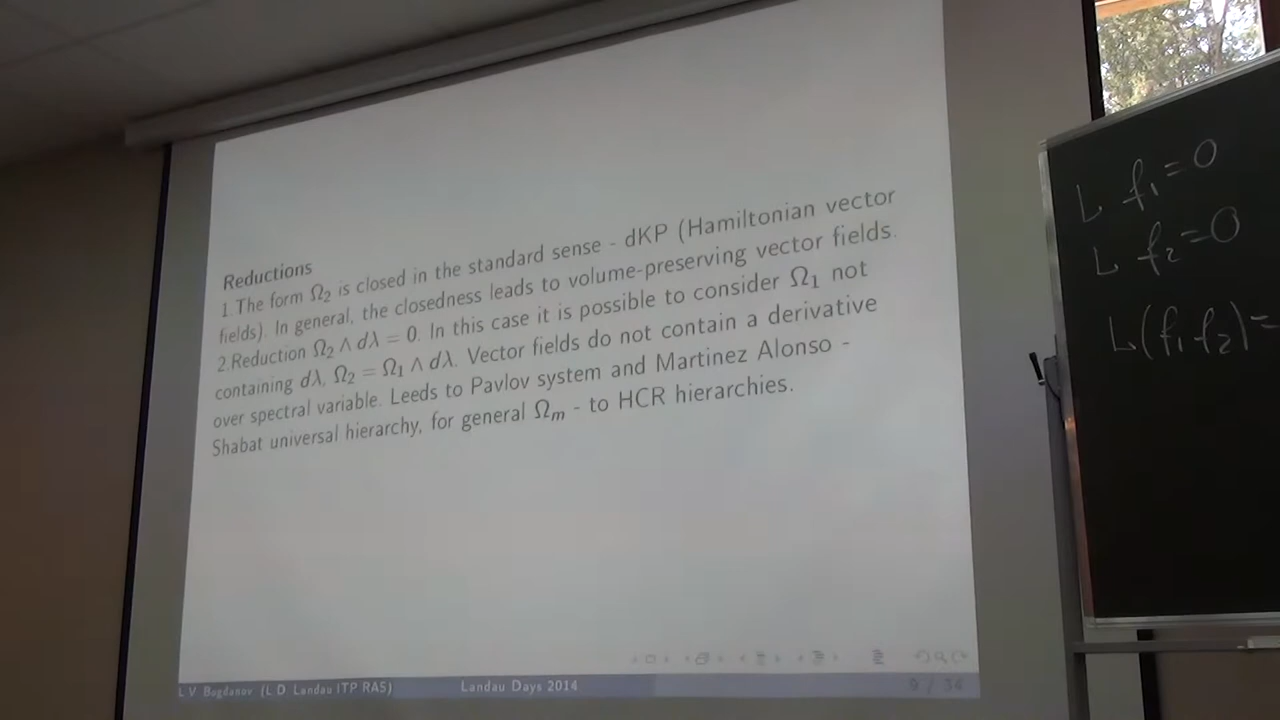 Reductions
1.The form Ω₂ is closed in the standard sense - dKP (Hamiltonian vector
fields). In general, the closedness leads to volume-preserving vector fields.
2.Reduction Ω₂ ∧ dλ = 0. In this case it is possible to consider Ω₁ not
containing dλ, Ω₂ = Ω₁ ∧ dλ. Vector fields do not contain a derivative
over spectral variable. Leeds to Pavlov system and Martinez Alonso -
Shabat universal hierarchy, for general Ωₘ - to HCR hierarchies.
L V. Bogdanov (L.D. Landau ITP RAS) Landau Days 2014 9 / 34
L f₁ = 0
L f₂ = 0
L(f₁ f₂) =